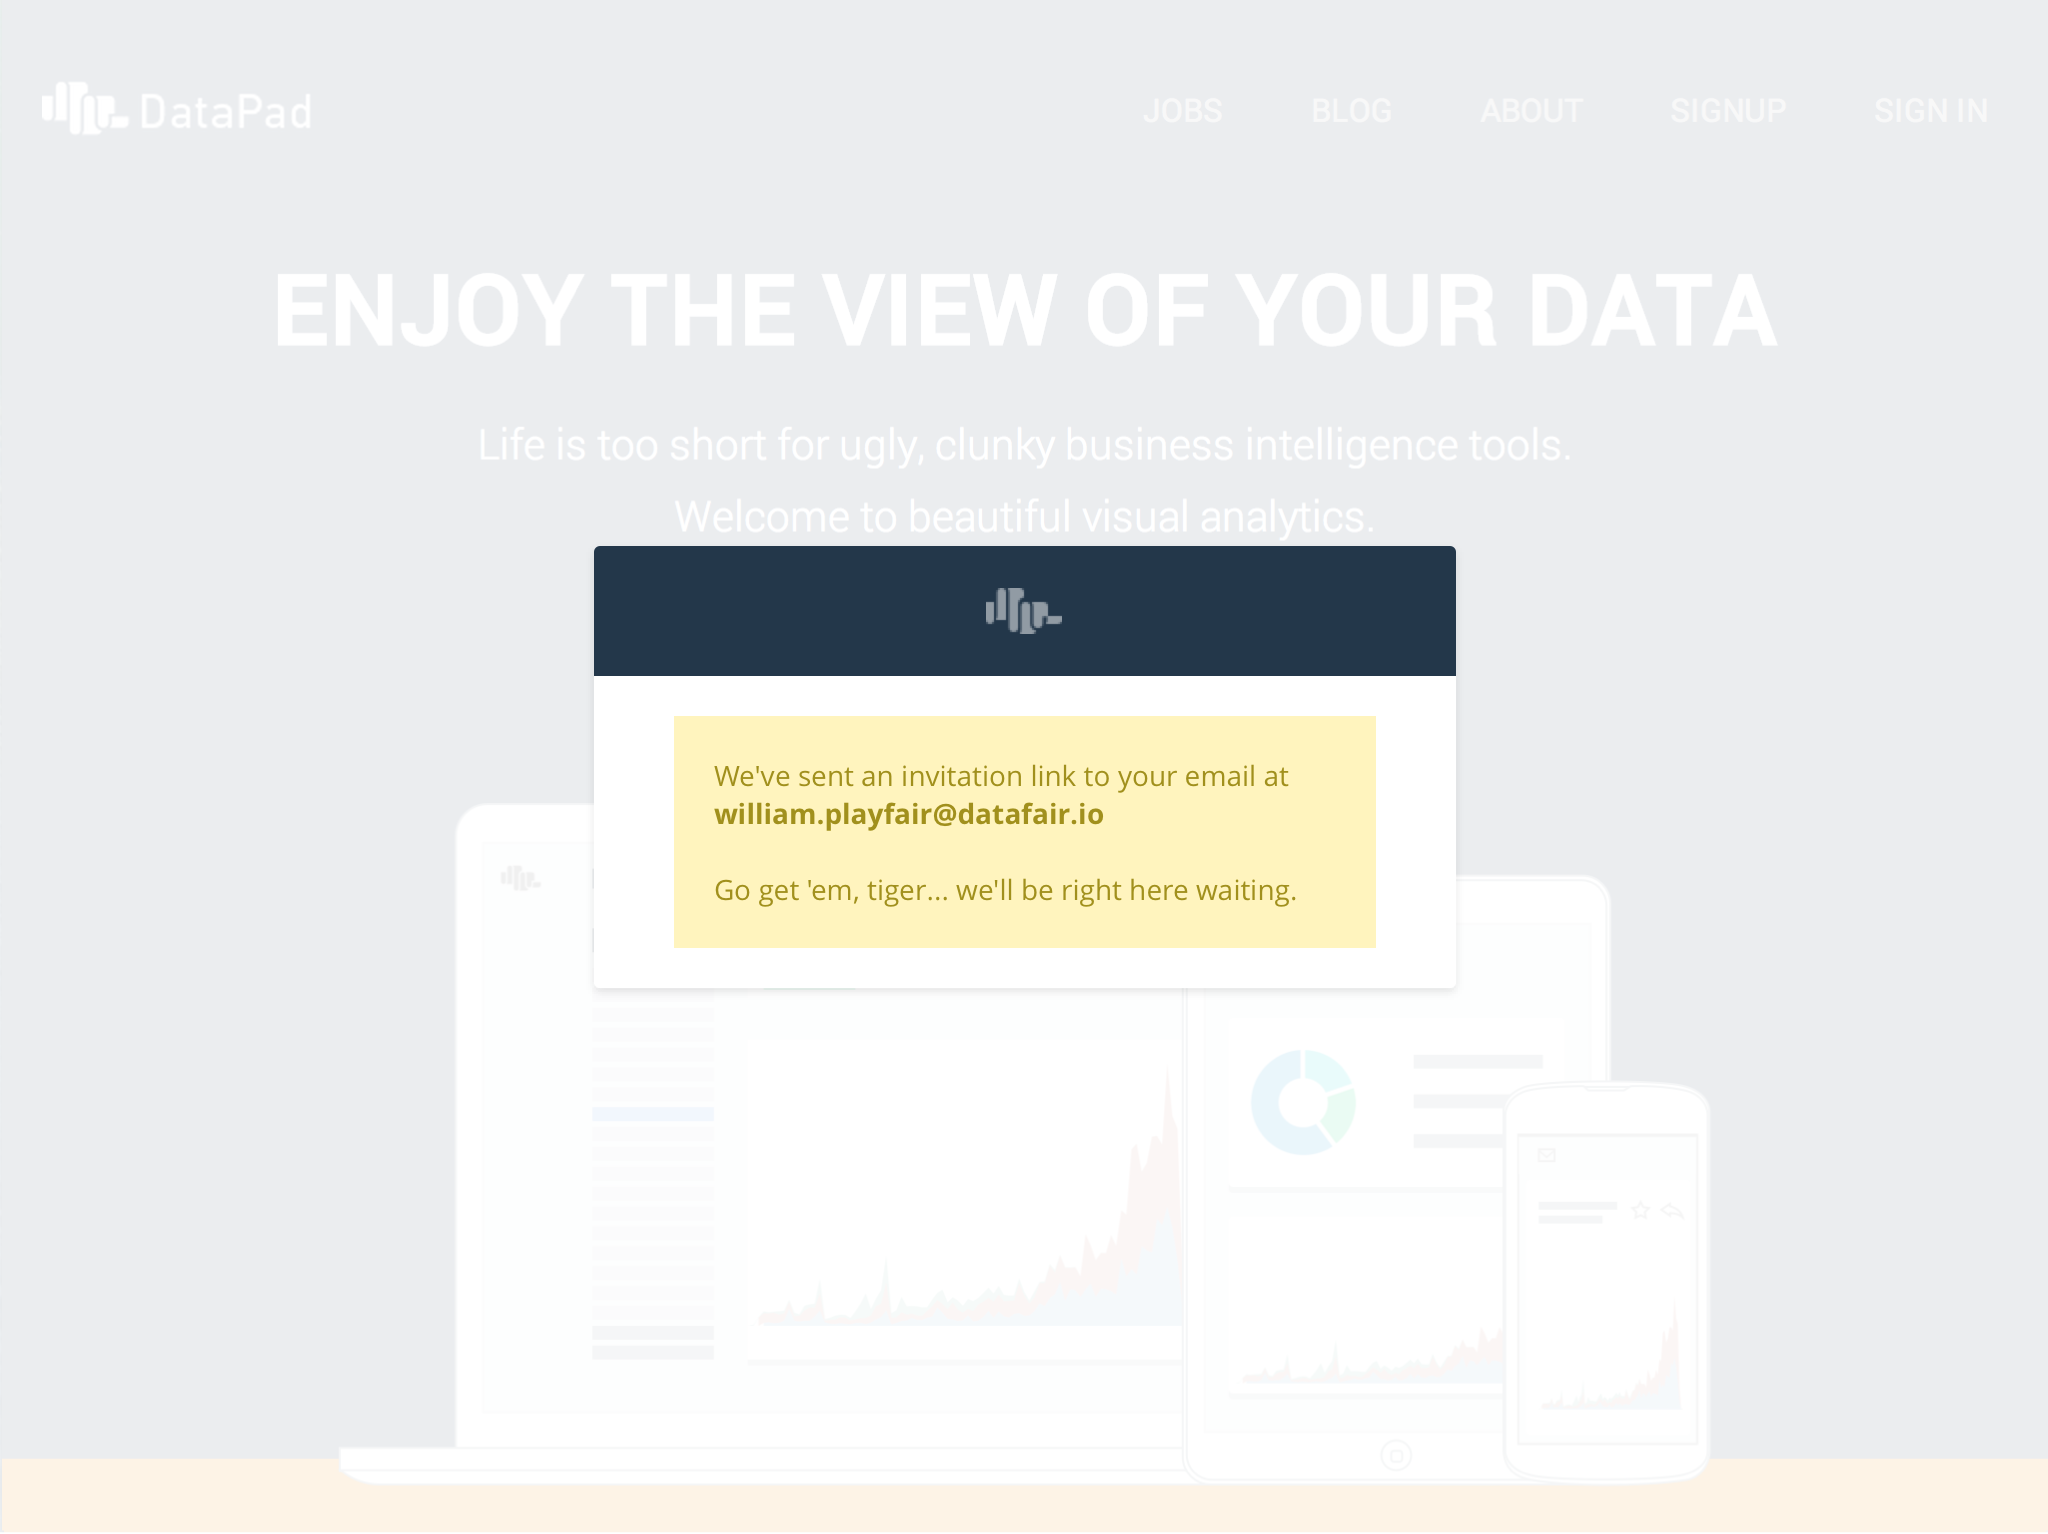 DataPad
JOBS BLOG ABOUT SIGNUP SIGN IN
ENJOY THE VIEW OF YOUR DATA
Life is too short for ugly, clunky business intelligence tools.
Welcome to beautiful visual analytics.
We've sent an invitation link to your email at
william.playfair@datafair.io
Go get 'em, tiger... we'll be right here waiting.